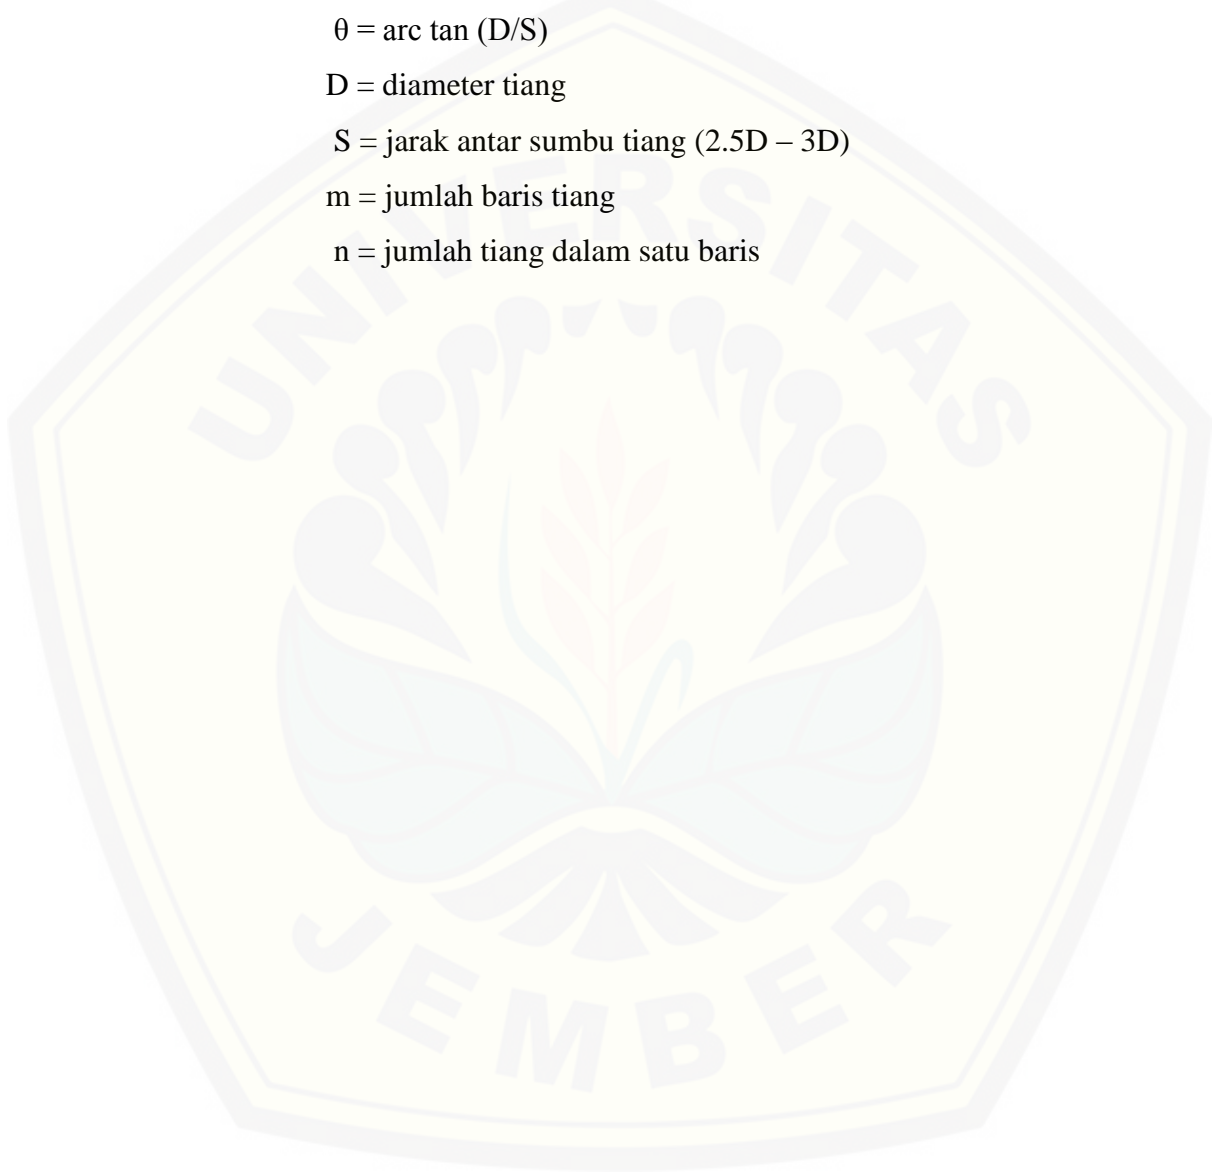 θ = arc tan (D/S)
D = diameter tiang
S = jarak antar sumbu tiang (2.5D – 3D)
m = jumlah baris tiang
n = jumlah tiang dalam satu baris
UNIVERSITAS
JEMBER